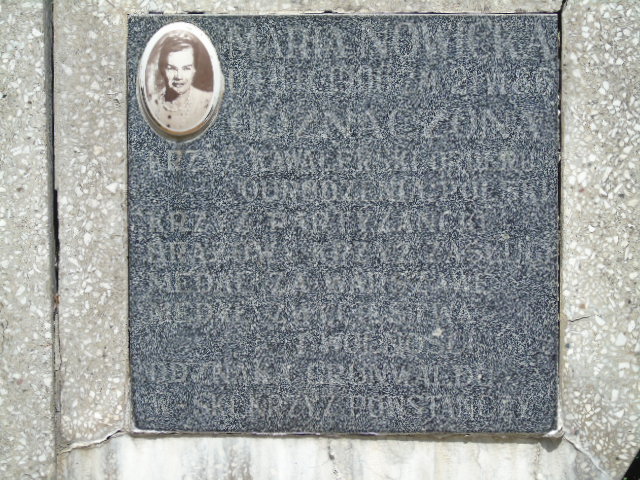 MARIA NOWICKA
ODZNACZONA
KRZYŻ KAWALERSKI ORDERU
ODRODZENIA POLSKI
KRZYŻ PARTYZANCKI
BRĄZOWY KRZYŻ ZASŁUGI
MEDAL ZA WARSZAWĘ
MEDAL ZWYCIĘSTWA
I WOLNOŚCI
ODZNAKA GRUNWALDU
KRZYŻ POWSTAŃCZY